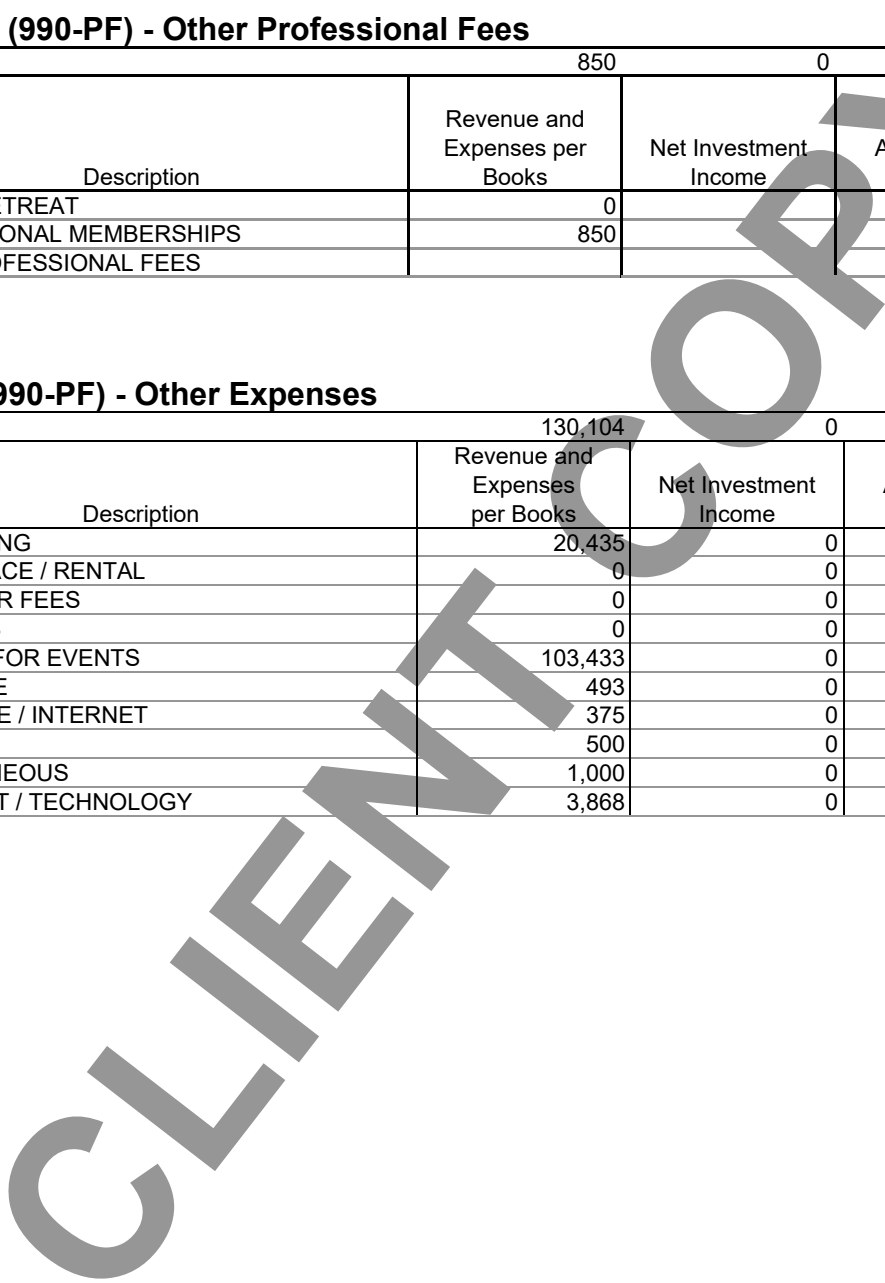 (990-PF) - Other Professional Fees
850 0
Revenue and
Expenses per Net Investment A
Description Books Income
ETREAT 0
ONAL MEMBERSHIPS 850
OFESSIONAL FEES
990-PF) - Other Expenses
130,104 0
Revenue and
Expenses Net Investment
Description per Books Income
NG 20,435 0
ACE / RENTAL 0 0
R FEES 0 0
0 0
FOR EVENTS 103,433 0
E 493 0
E / INTERNET 375 0
500 0
NEOUS 1,000 0
T / TECHNOLOGY 3,868 0
CLIENT COPY